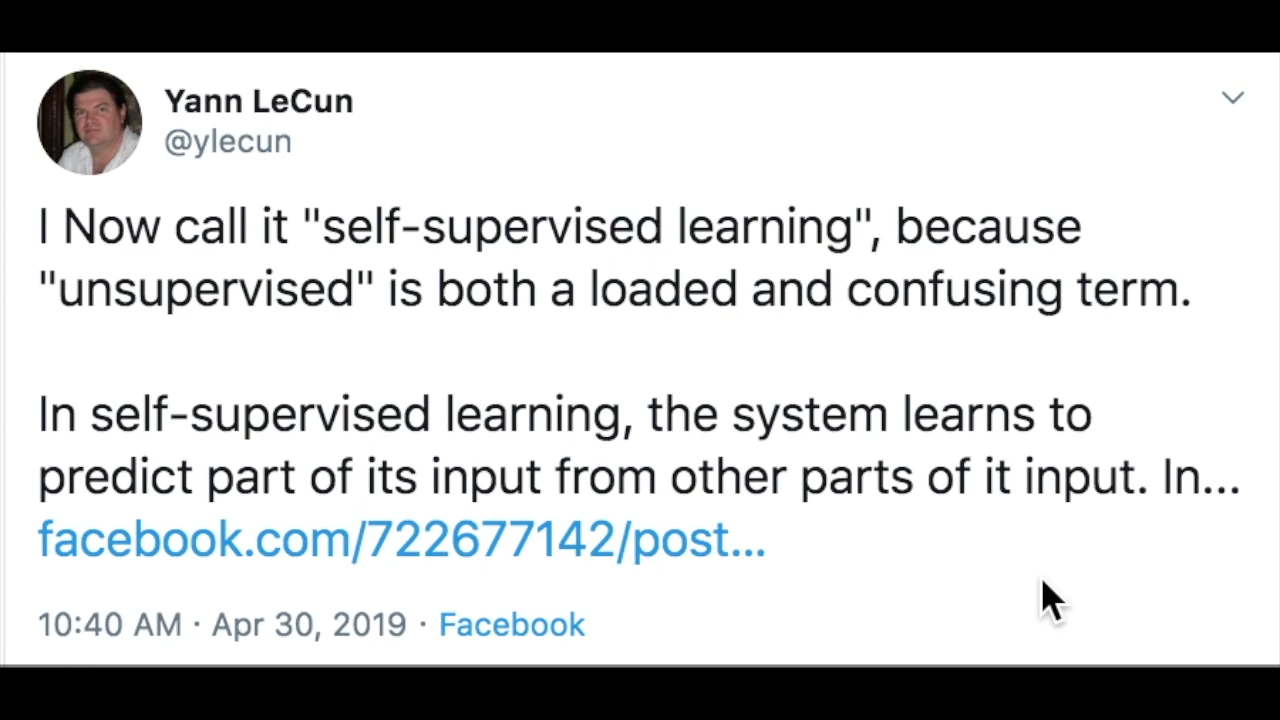 Yann LeCun
@ylecun
I Now call it "self-supervised learning", because
"unsupervised" is both a loaded and confusing term.
In self-supervised learning, the system learns to
predict part of its input from other parts of it input. In...
facebook.com/722677142/post...
10:40 AM · Apr 30, 2019 · Facebook